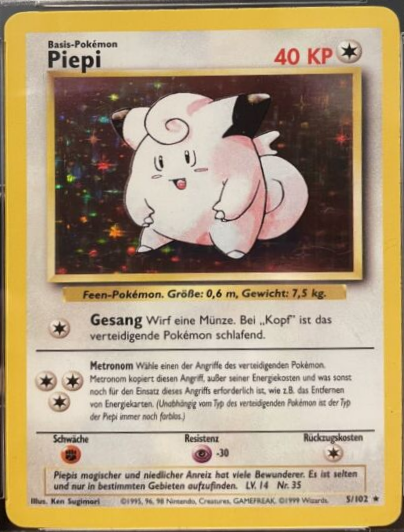 Basis-Pokémon
Piepi
40 KP
Feen-Pokémon. Größe: 0,6 m, Gewicht: 7,5 kg.
Gesang Wirf eine Münze. Bei „Kopf" ist das
verteidigende Pokémon schlafend.
Metronom Wähle einen der Angriffe des verteidigenden Pokémon.
Metronom kopiert diesen Angriff, außer seiner Energiekosten und was sonst
noch für den Einsatz dieses Angriffs erforderlich ist, wie z.B. das Entfernen
von Energiekarten. (Unabhängig vom Typ des verteidigenden Pokémon ist der Typ
der Piepi immer noch farblos.)
Schwäche
Resistenz
Rückzugskosten
-30
Piepis magischer und niedlicher Anreiz hat viele Bewunderer. Es ist selten
und nur in bestimmten Gebieten aufzufinden. LV. 14 Nr. 35
Illus. Ken Sugimori
©1995, 96, 98 Nintendo, Creatures, GAMEFREAK. ©1999 Wizards.
5/102 ★